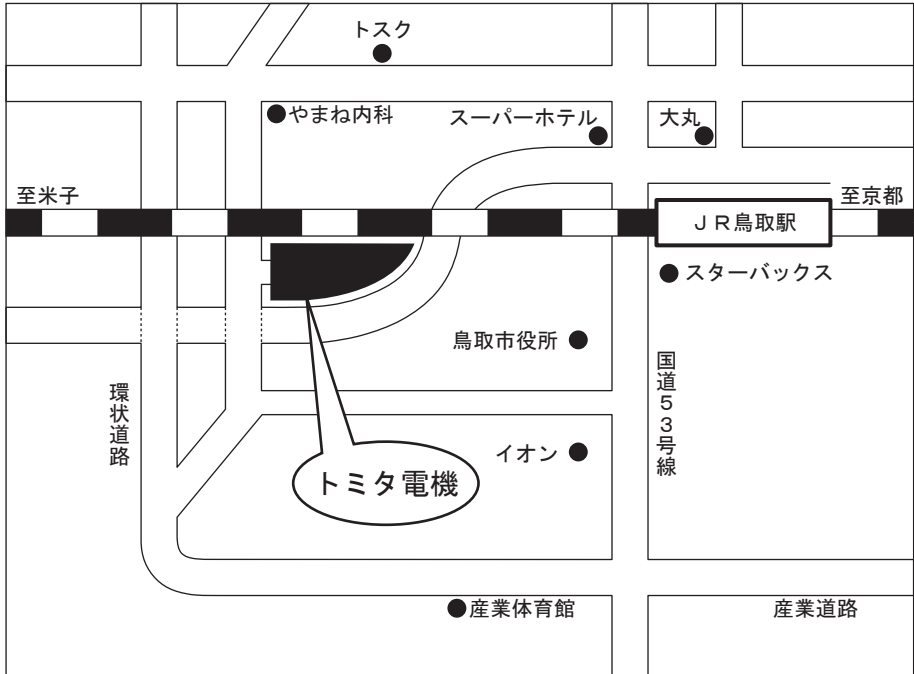 トスク
やまね内科
スーパーホテル
大丸
至米子
至京都
ＪＲ鳥取駅
スターバックス
鳥取市役所
国道５３号線
環状道路
イオン
トミタ電機
産業体育館
産業道路